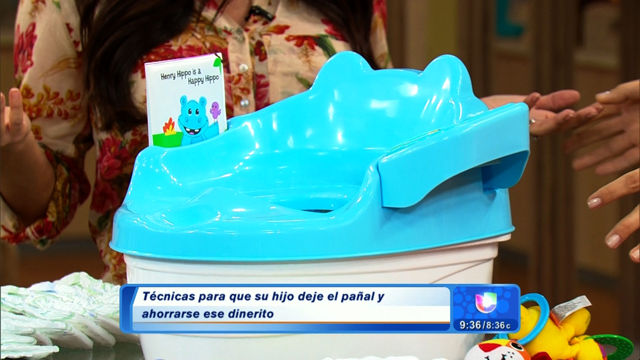 Henry Hippo is a
Happy Hippo
Técnicas para que su hijo deje el pañal y
ahorrarse ese dinerito
9:36/8:36c